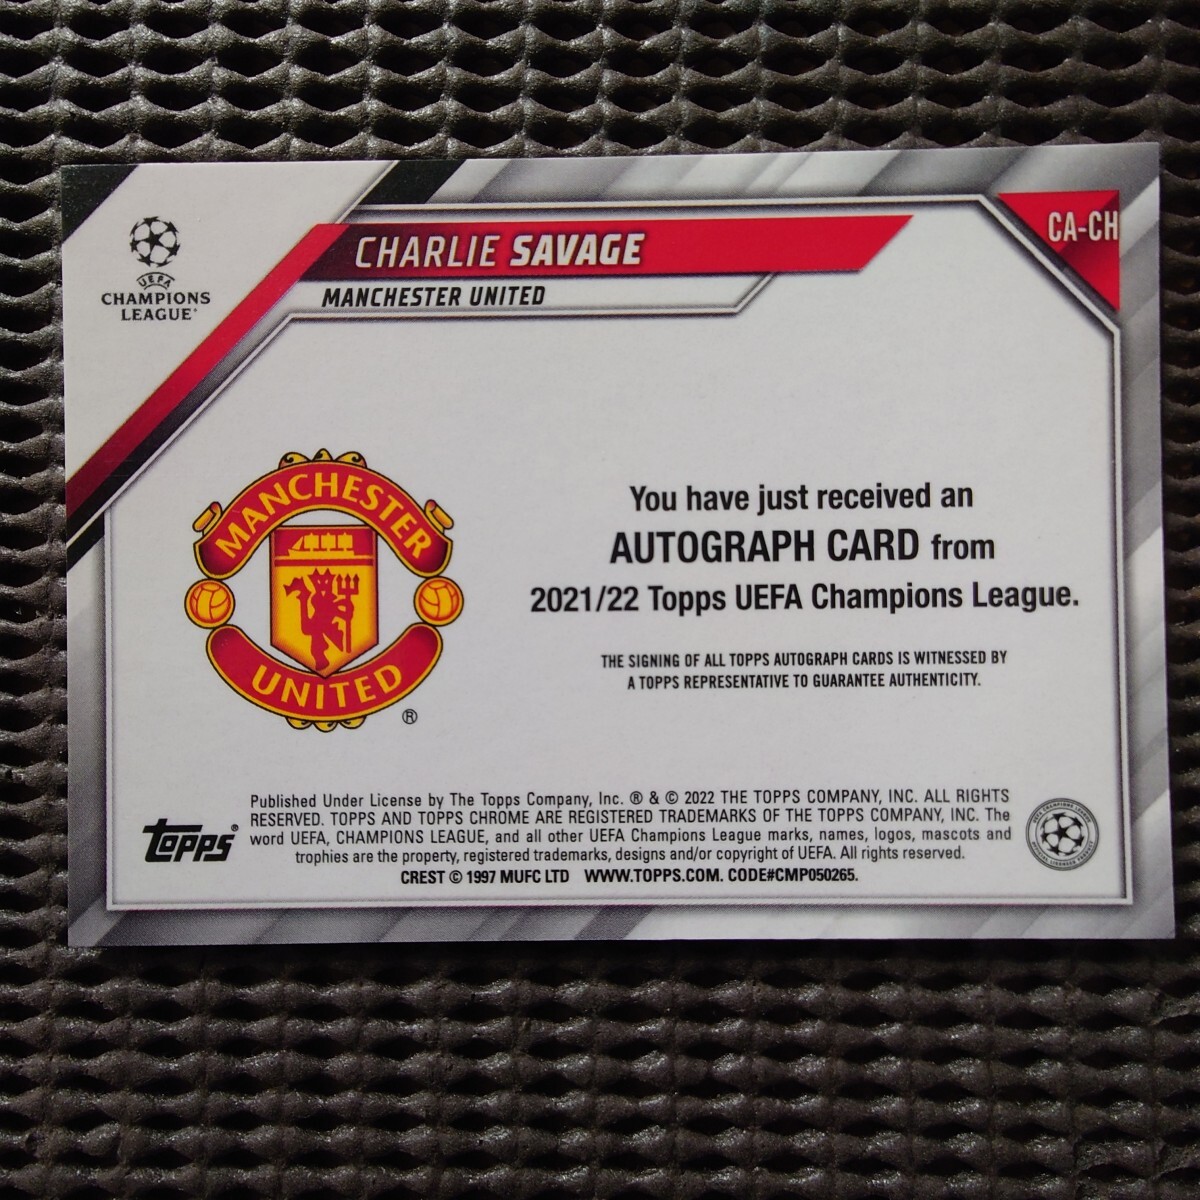 UEFA
CHAMPIONS
LEAGUE
CHARLIE SAVAGE
MANCHESTER UNITED
CA-CH
MANCHESTER
UNITED
®
You have just received an
AUTOGRAPH CARD from
2021/22 Topps UEFA Champions League.
THE SIGNING OF ALL TOPPS AUTOGRAPH CARDS IS WITNESSED BY
A TOPPS REPRESENTATIVE TO GUARANTEE AUTHENTICITY.
topps®
Published Under License by The Topps Company, Inc. ® & © 2022 THE TOPPS COMPANY, INC. ALL RIGHTS
RESERVED. TOPPS AND TOPPS CHROME ARE REGISTERED TRADEMARKS OF THE TOPPS COMPANY, INC. The
word UEFA, CHAMPIONS LEAGUE, and all other UEFA Champions League marks, names, logos, mascots and
trophies are the property, registered trademarks, designs and/or copyright of UEFA. All rights reserved.
CREST © 1997 MUFC LTD WWW.TOPPS.COM. CODE#CMP050265.